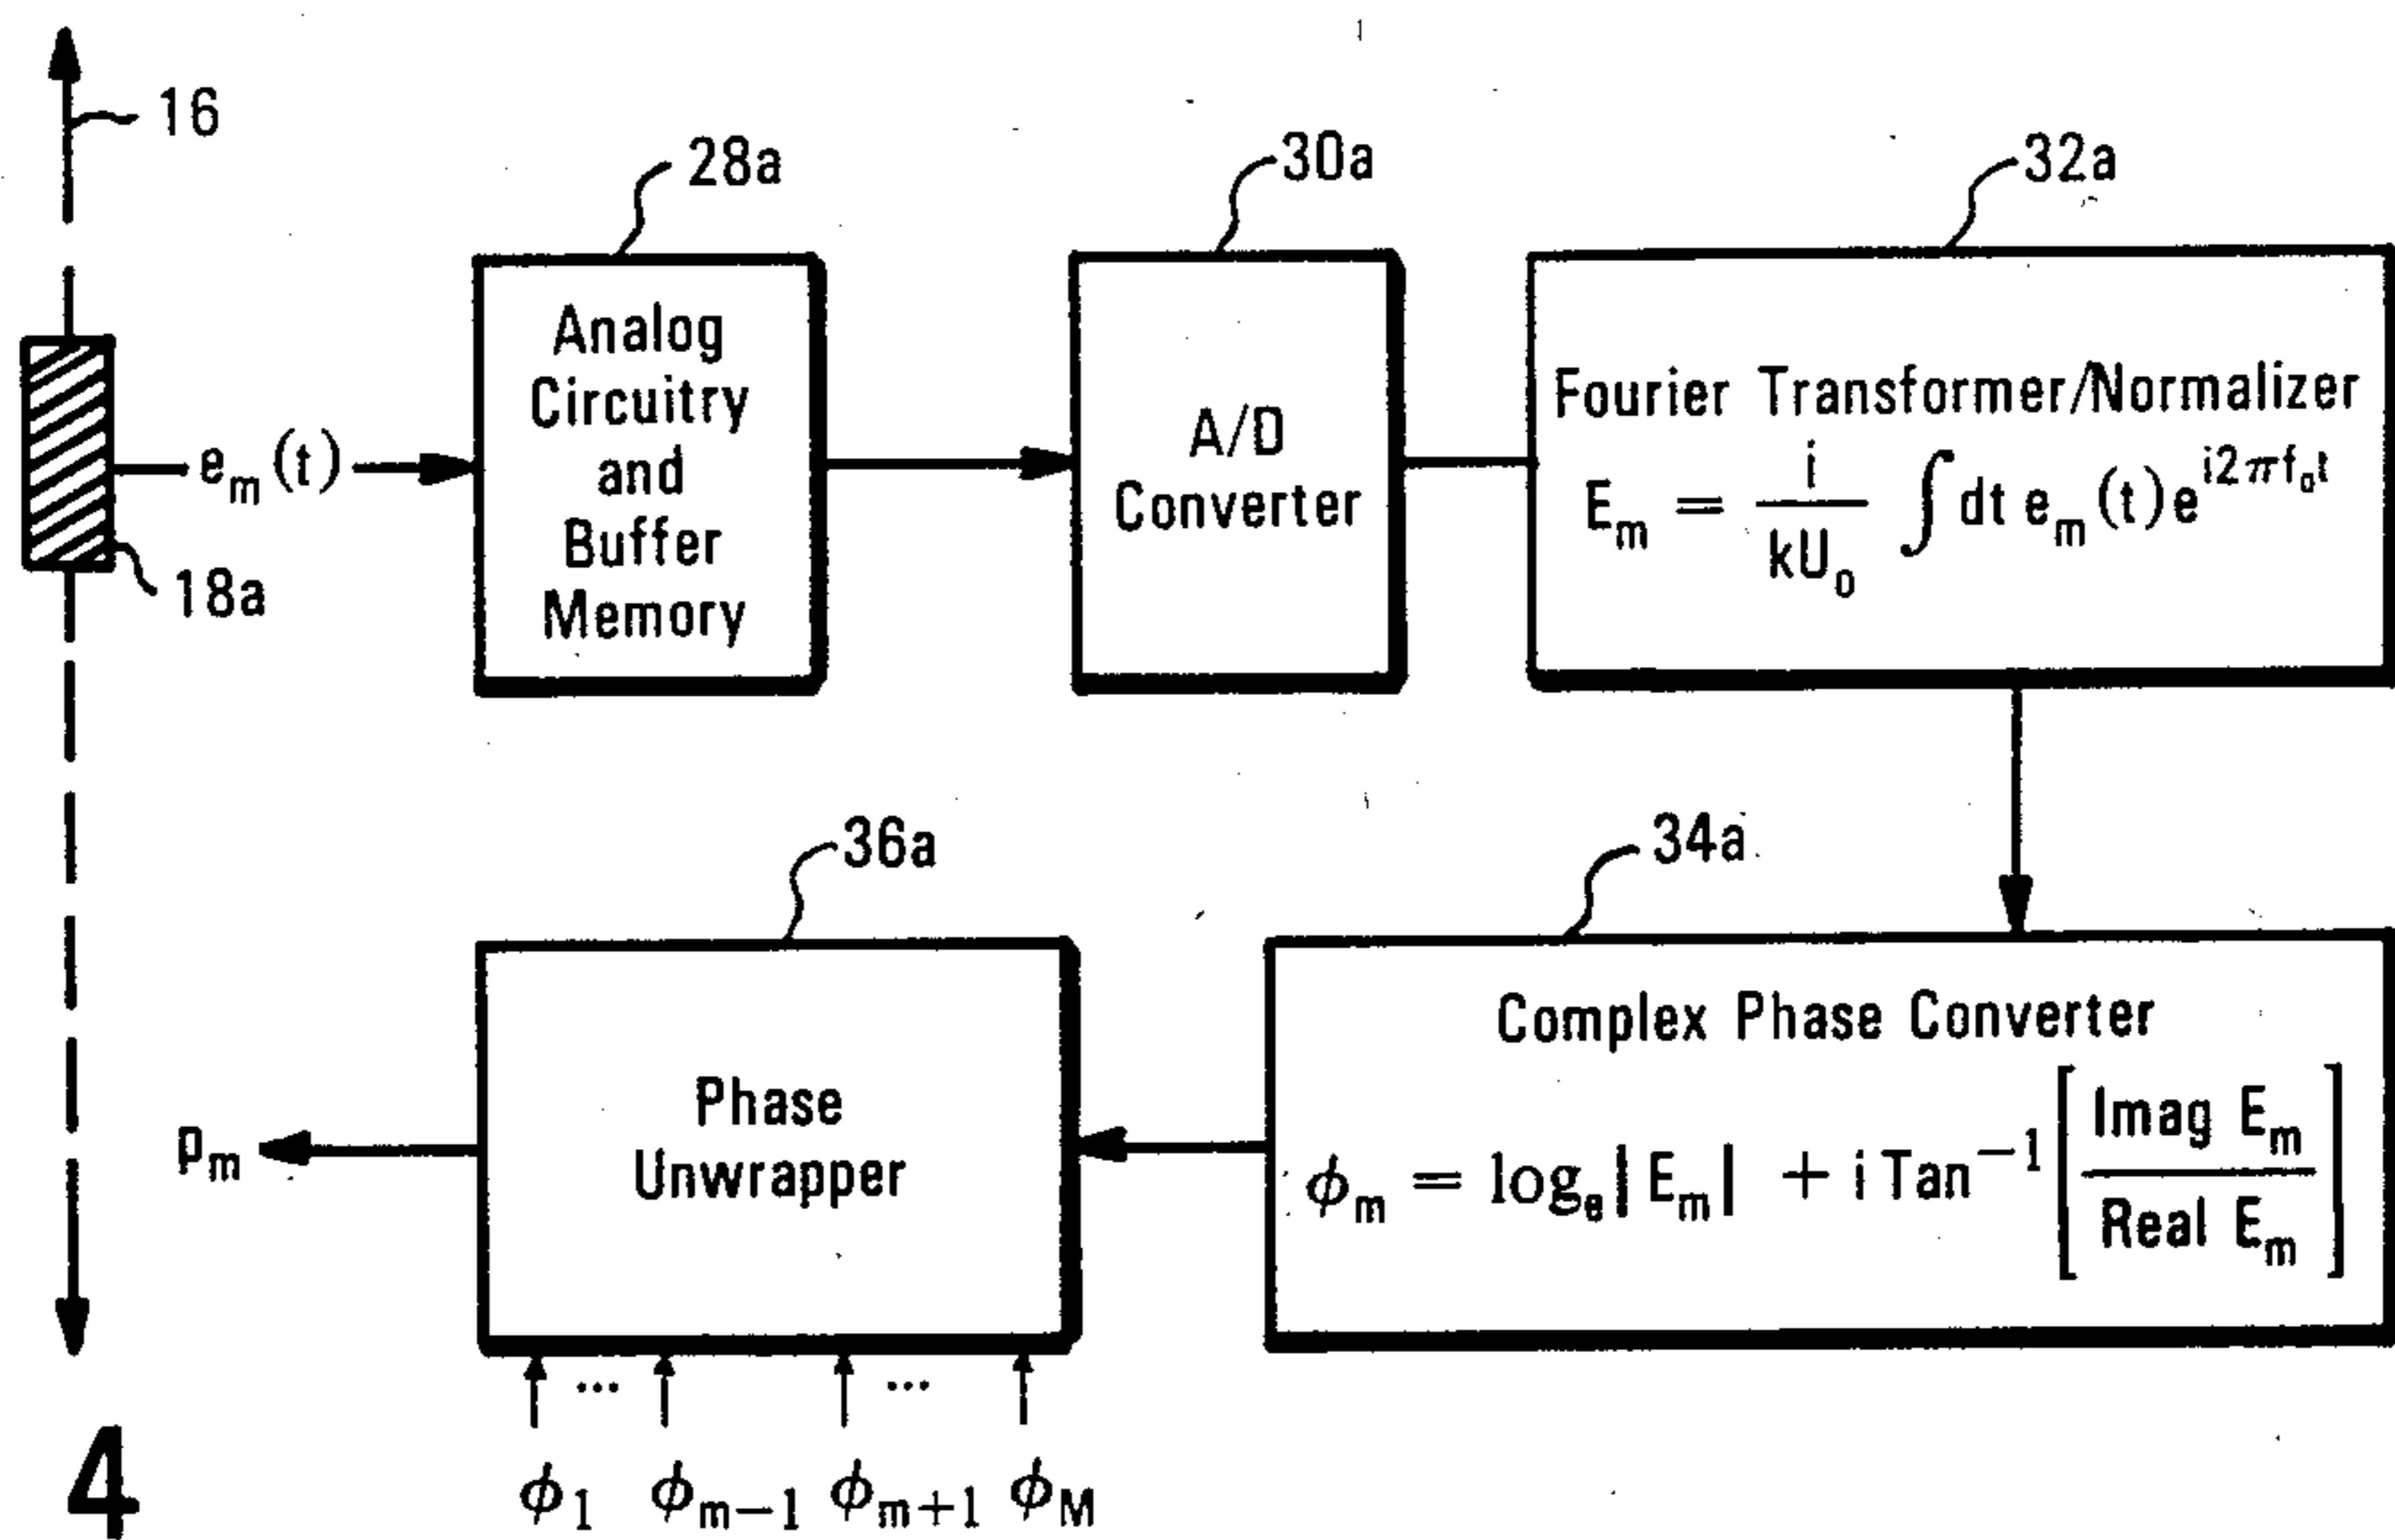 16
28a
30a
32a
18a
e_m(t)
Analog
Circuitry
and
Buffer
Memory
A/D
Converter
Fourier Transformer/Normalizer
E_m = i/kU_o ∫dt e_m(t)e^{i2πf_o t}
36a
34a
Phase
Unwrapper
p_m
Complex Phase Converter
ϕ_m = log_e|E_m| + i Tan^{-1}[Imag E_m / Real E_m]
... ...
ϕ_1 ϕ_{m-1} ϕ_{m+1} ϕ_M
4